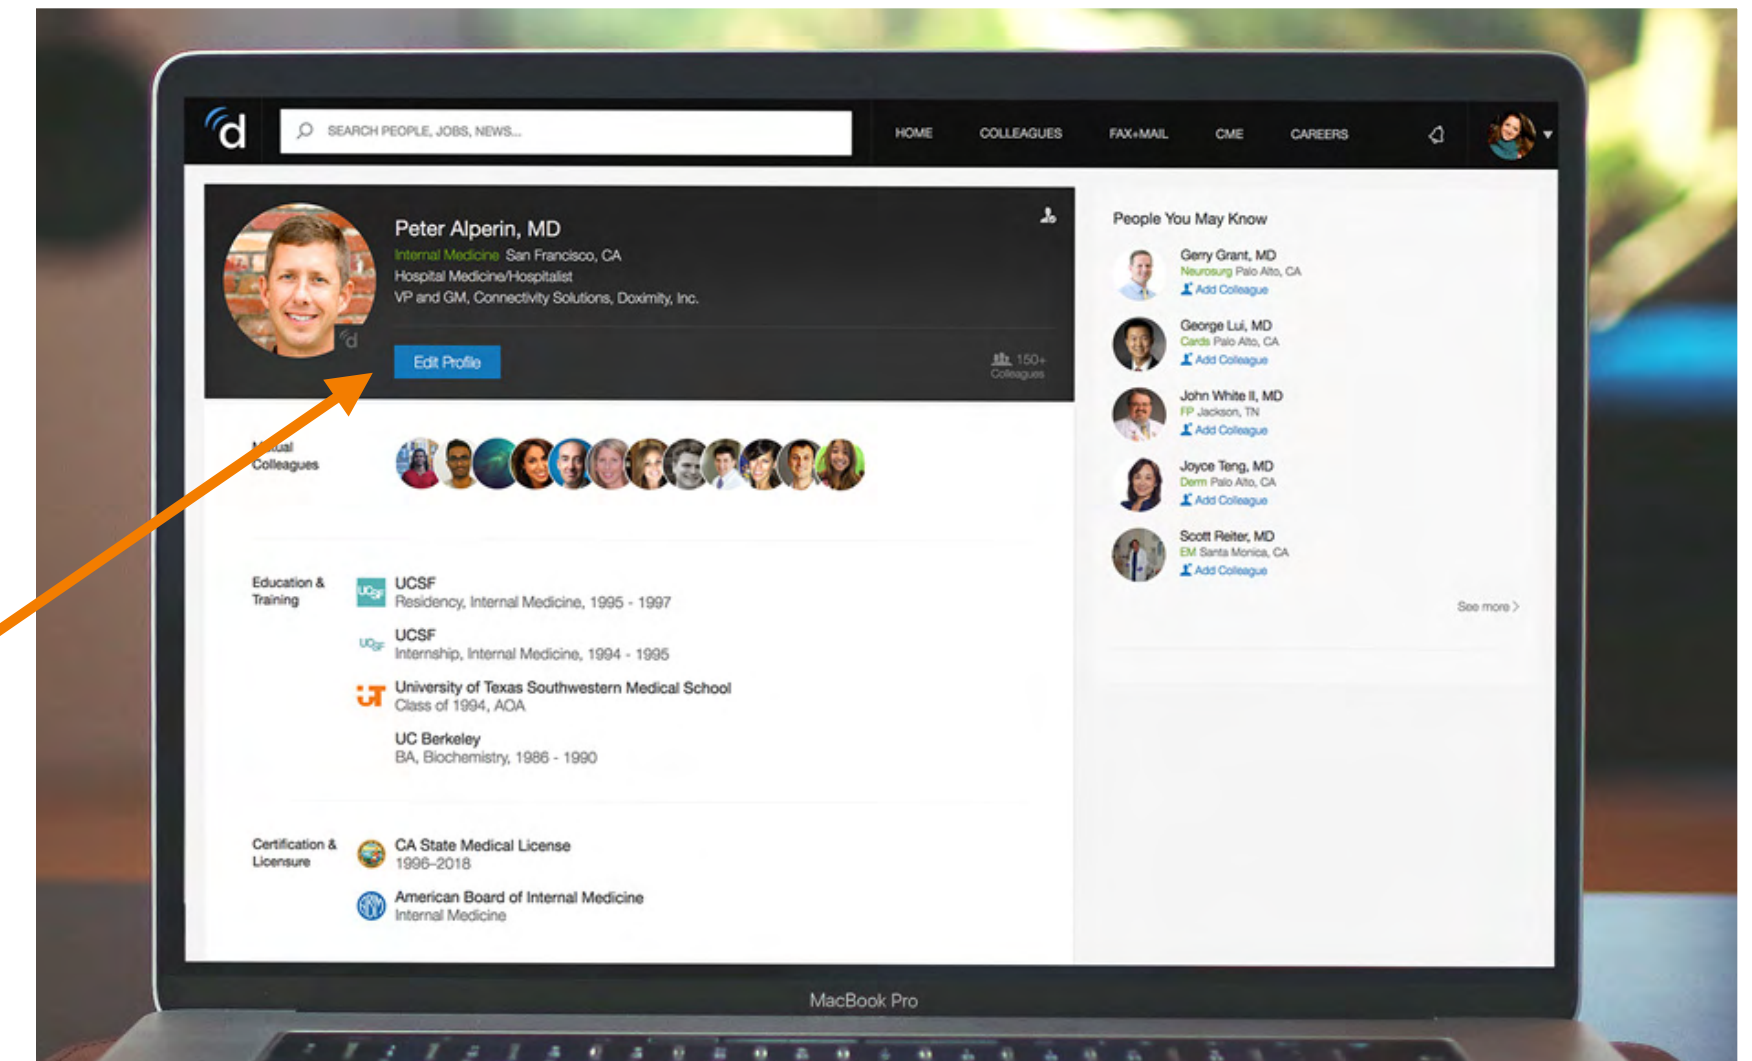 d
SEARCH PEOPLE, JOBS, NEWS...
HOME COLLEAGUES FAX+MAIL CME CAREERS
Peter Alperin, MD
Internal Medicine San Francisco, CA
Hospital Medicine/Hospitalist
VP and GM, Connectivity Solutions, Doximity, Inc.
d
Edit Profile
150+
Colleagues
Colleagues
Education &
Training
UCSF
UCSF
Residency, Internal Medicine, 1995 - 1997
UCSF
UCSF
Internship, Internal Medicine, 1994 - 1995
UT
University of Texas Southwestern Medical School
Class of 1994, AOA
UC Berkeley
BA, Biochemistry, 1986 - 1990
Certification &
Licensure
CA State Medical License
1996–2018
ABIM
American Board of Internal Medicine
Internal Medicine
People You May Know
Gerry Grant, MD
Neurosurg Palo Alto, CA
Add Colleague
George Lui, MD
Cards Palo Alto, CA
Add Colleague
John White II, MD
FP Jackson, TN
Add Colleague
Joyce Teng, MD
Derm Palo Alto, CA
Add Colleague
Scott Reiter, MD
EM Santa Monica, CA
Add Colleague
See more >
MacBook Pro